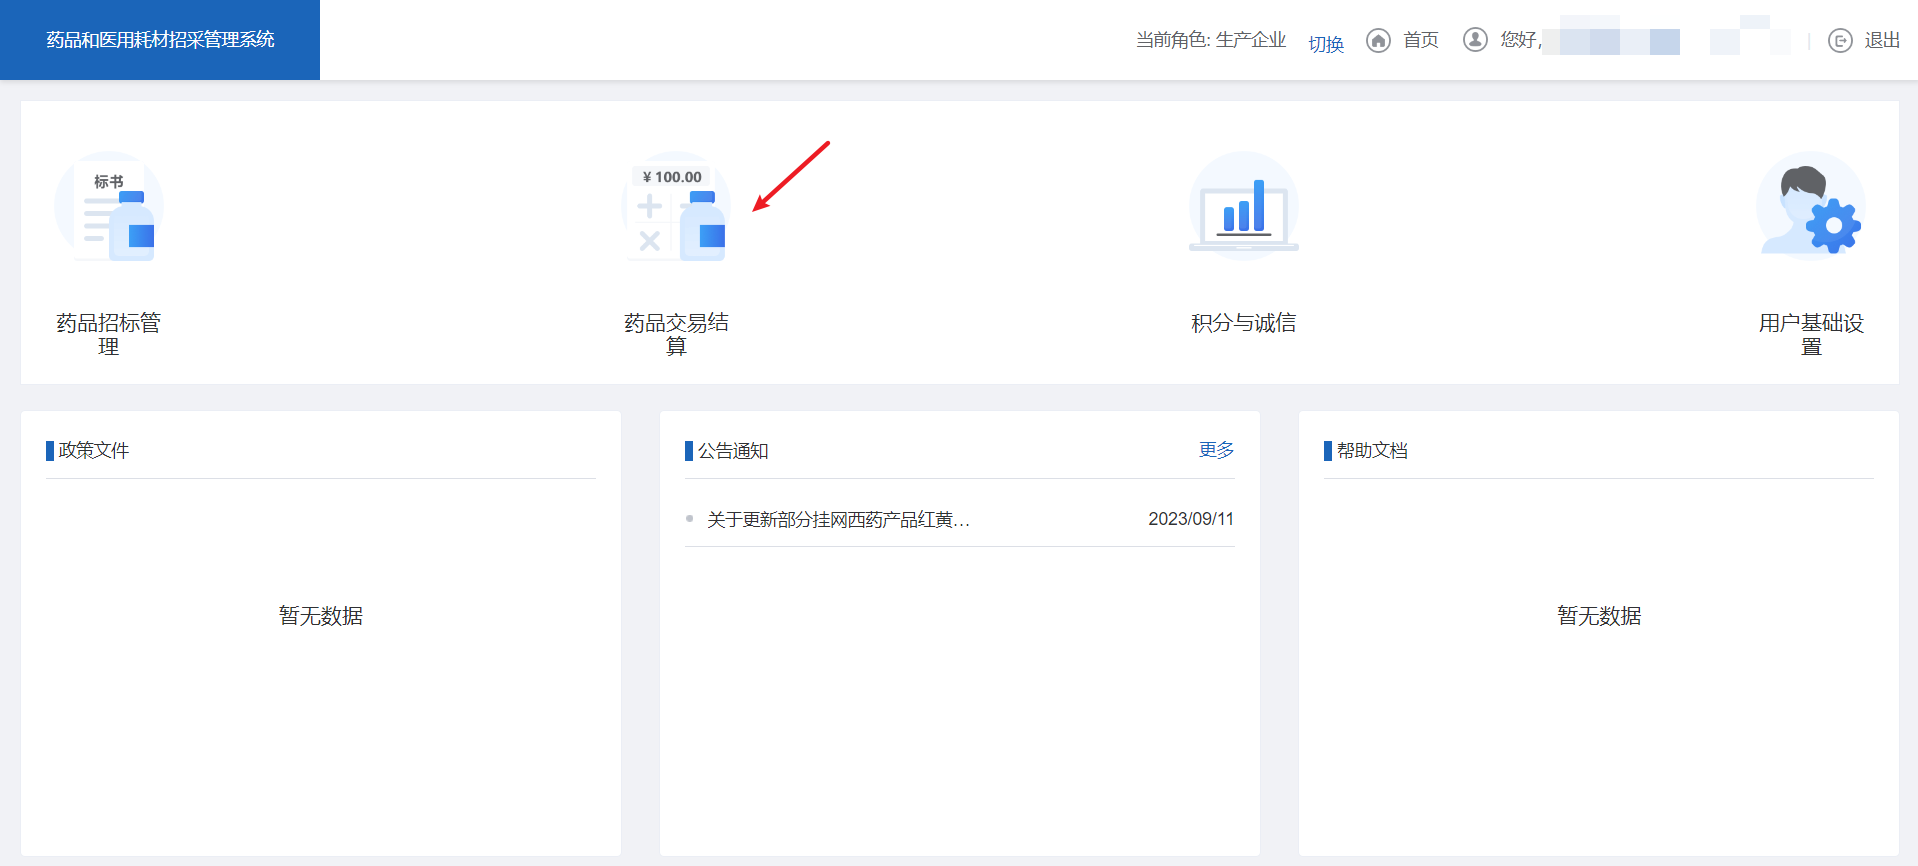 药品和医用耗材招采管理系统
当前角色: 生产企业 切换 首页 您好, 退出
标书
¥ 100.00
药品招标管
理
药品交易结
算
积分与诚信
用户基础设
置
政策文件
暂无数据
公告通知 更多
关于更新部分挂网西药产品红黄... 2023/09/11
帮助文档
暂无数据